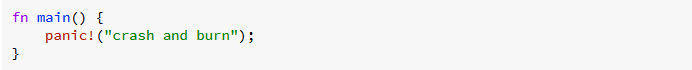 fn main() {
    panic!("crash and burn");
}